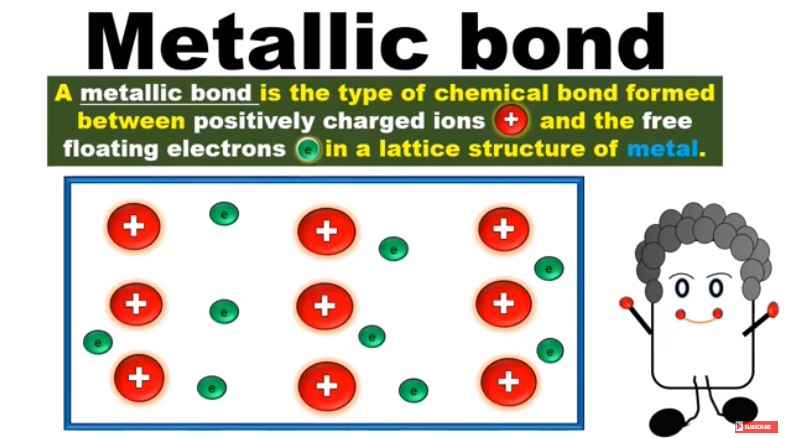 Metallic bond
A metallic bond is the type of chemical bond formed
between positively charged ions + and the free
floating electrons e in a lattice structure of metal.
+ e + +
e e
+ e + +
e e
+ e + e + e
SUBSCRIBE